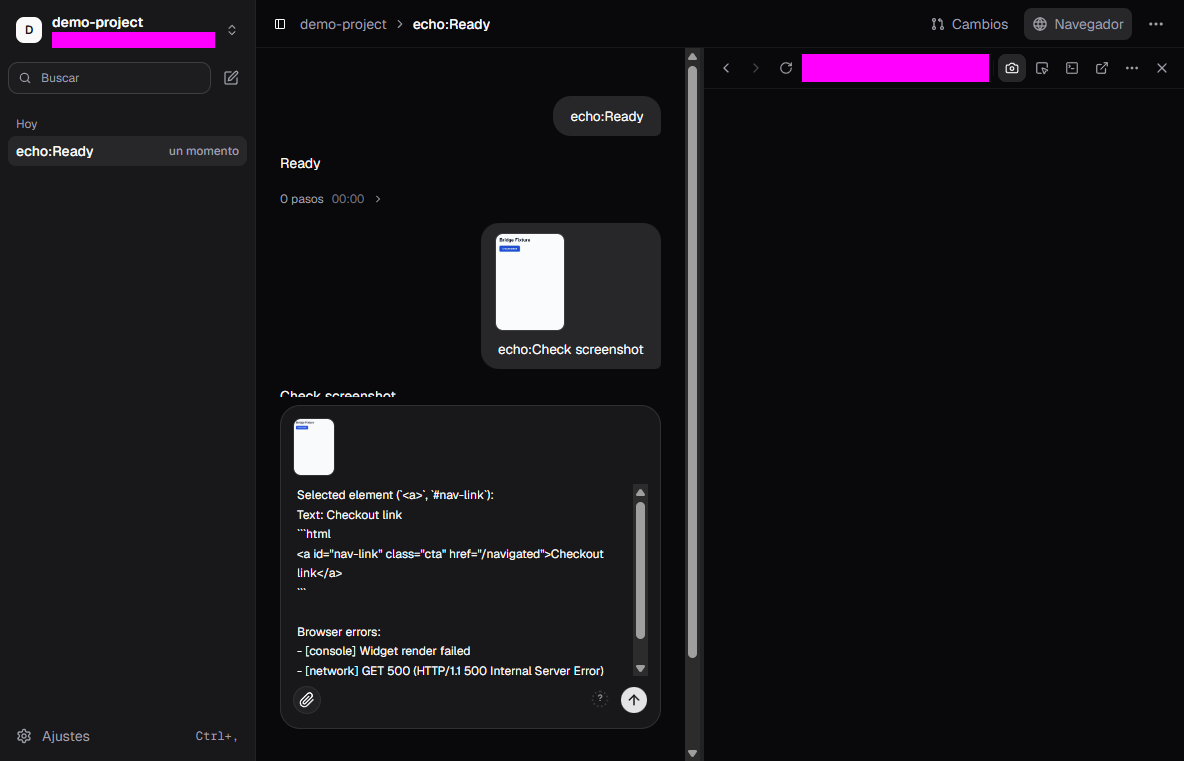 D
demo-project
Buscar
Hoy
echo:Ready
un momento
Ajustes
Ctrl+,
demo-project > echo:Ready
Cambios
Navegador
echo:Ready
Ready
0 pasos 00:00
Bridge Fixture
echo:Check screenshot
Check screenshot
Bridge Fixture
Selected element (`<a>`, `#nav-link`):
Text: Checkout link
```html
<a id="nav-link" class="cta" href="/navigated">Checkout
link</a>
```
Browser errors:
- [console] Widget render failed
- [network] GET 500 (HTTP/1.1 500 Internal Server Error)
?